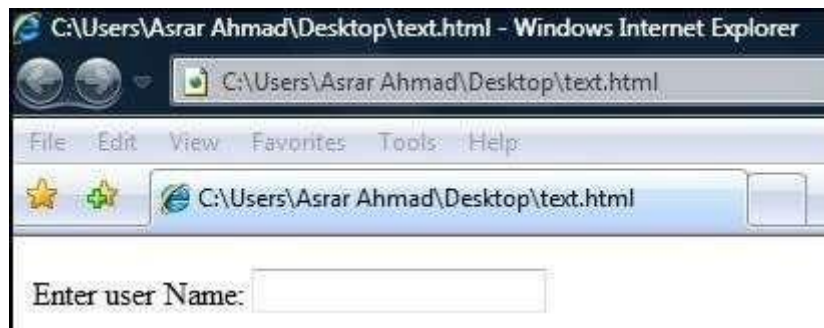 C:\Users\Asrar Ahmad\Desktop\text.html - Windows Internet Explorer
C:\Users\Asrar Ahmad\Desktop\text.html
File Edit View Favorites Tools Help
C:\Users\Asrar Ahmad\Desktop\text.html
Enter user Name: